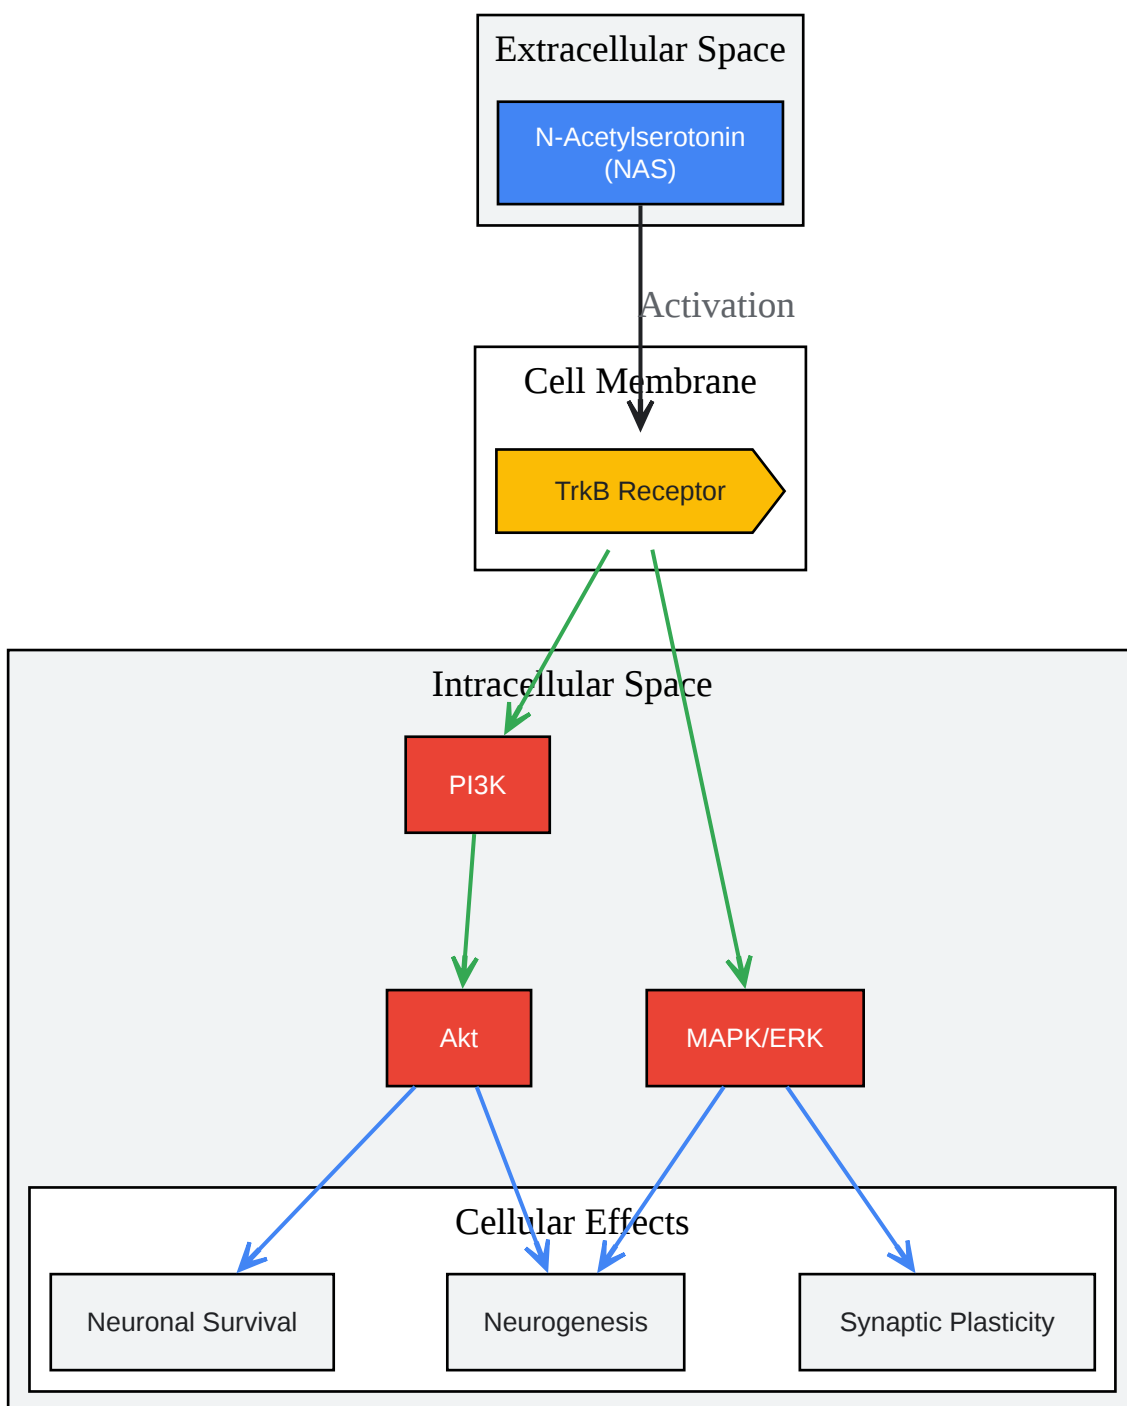 Extracellular Space
N-Acetylserotonin
(NAS)
Activation
Cell Membrane
TrkB Receptor
Intracellular Space
PI3K
Akt
MAPK/ERK
Cellular Effects
Neuronal Survival
Neurogenesis
Synaptic Plasticity